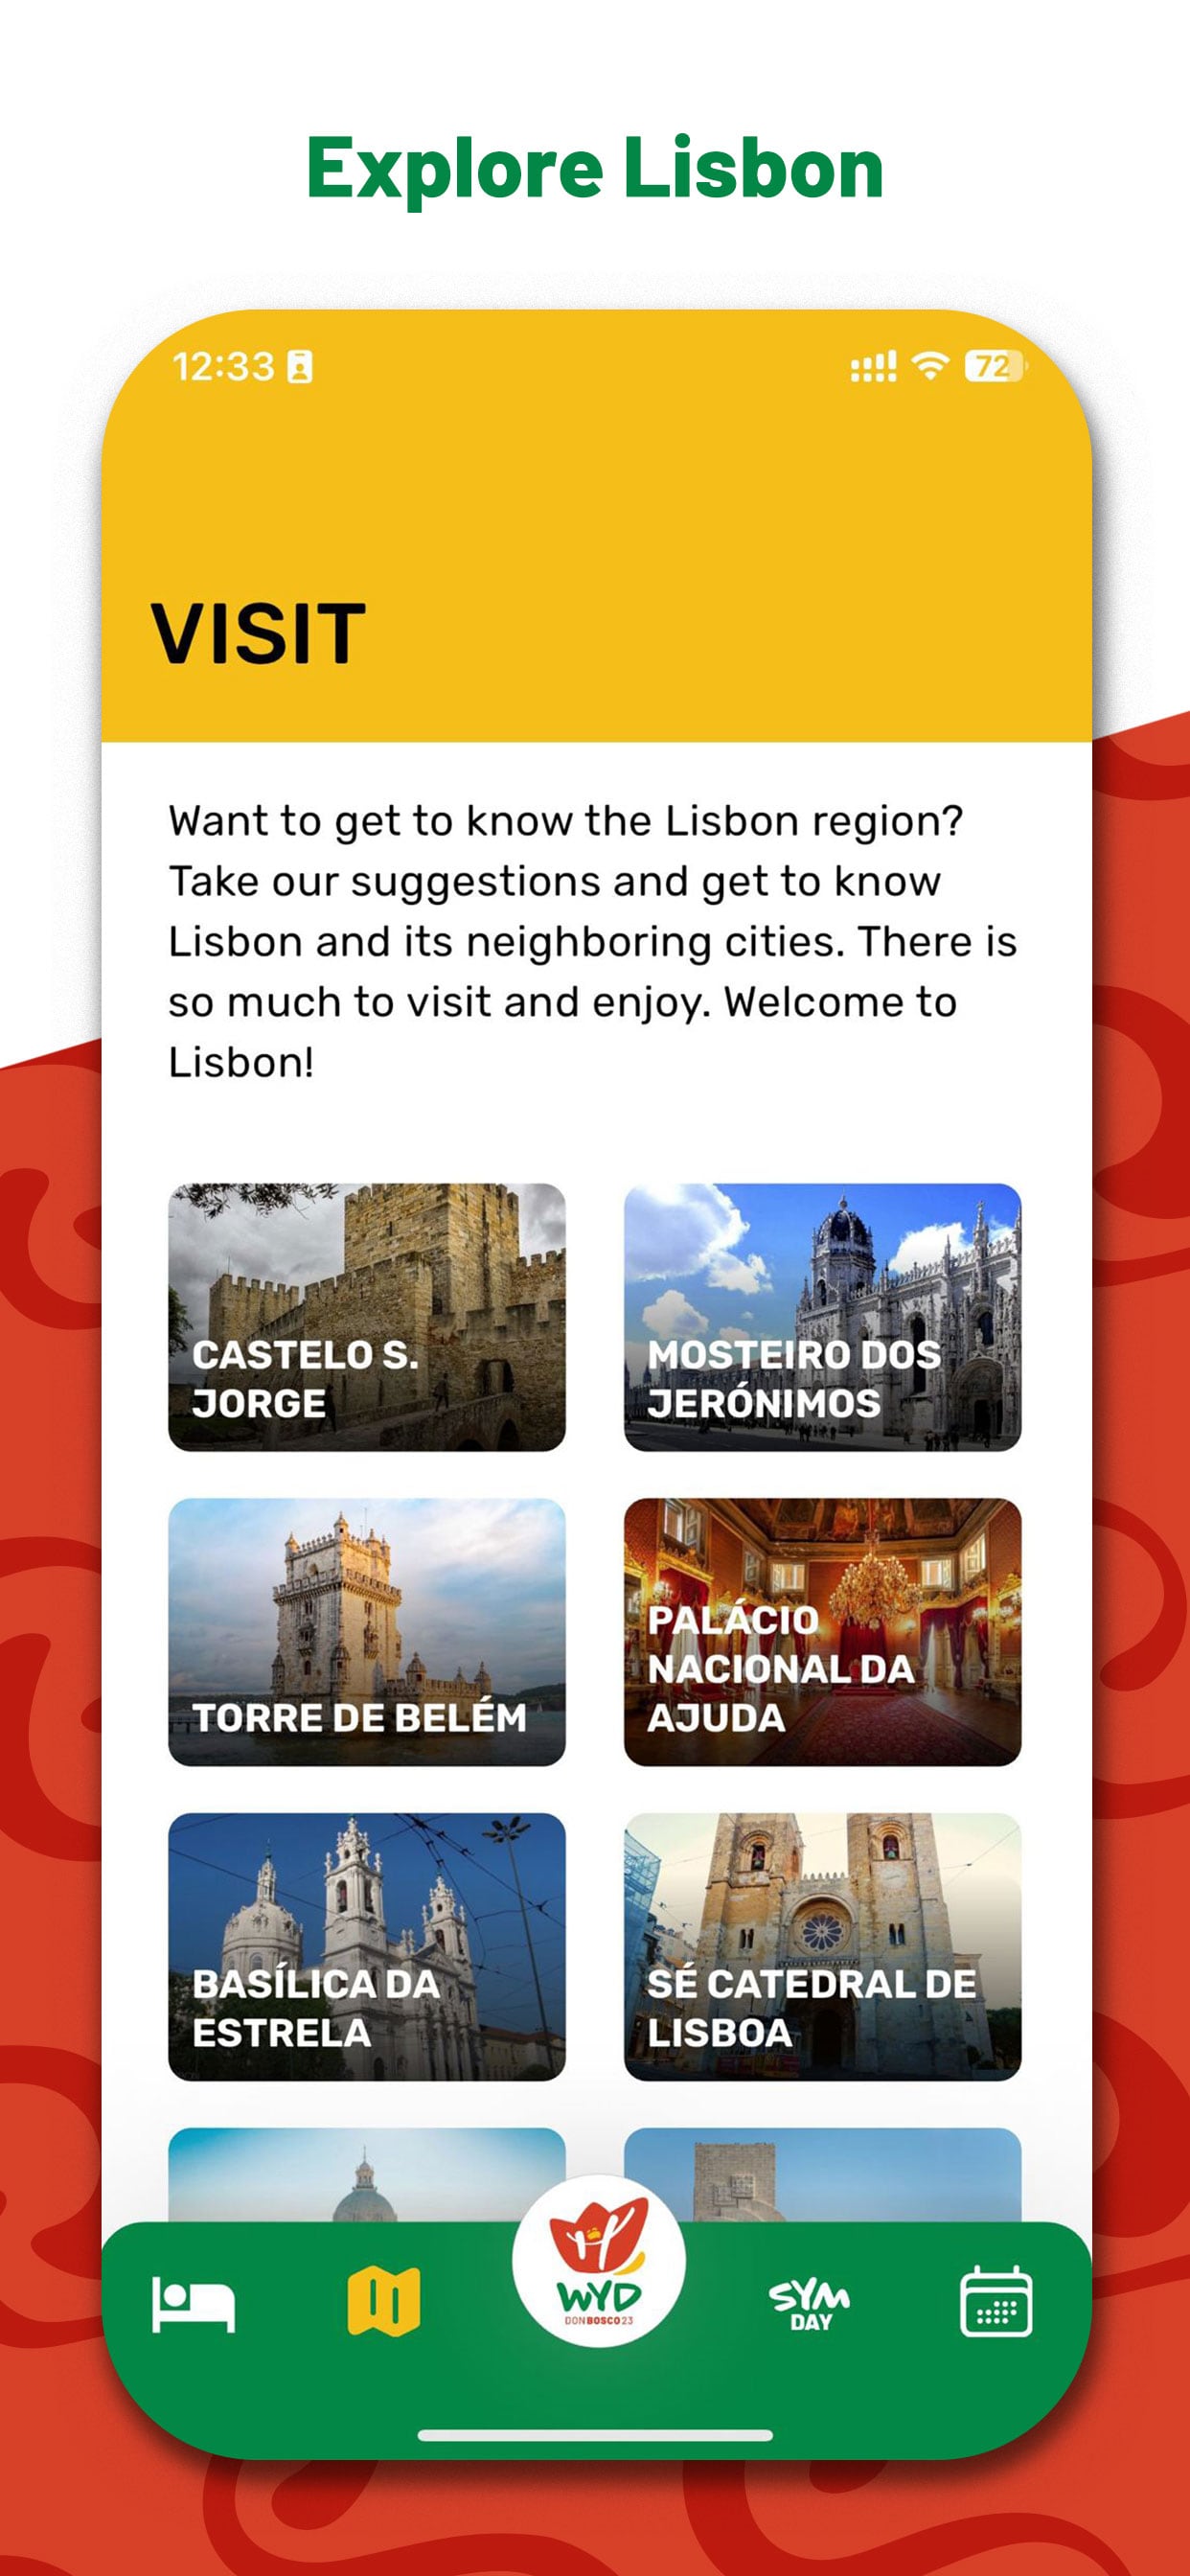 Explore Lisbon
12:33
72
VISIT
Want to get to know the Lisbon region?
Take our suggestions and get to know
Lisbon and its neighboring cities. There is
so much to visit and enjoy. Welcome to
Lisbon!
CASTELO S.
JORGE
MOSTEIRO DOS
JERÓNIMOS
TORRE DE BELÉM
PALÁCIO
NACIONAL DA
AJUDA
BASÍLICA DA
ESTRELA
SÉ CATEDRAL DE
LISBOA
WYD
DONBOSCO23
SYM
DAY